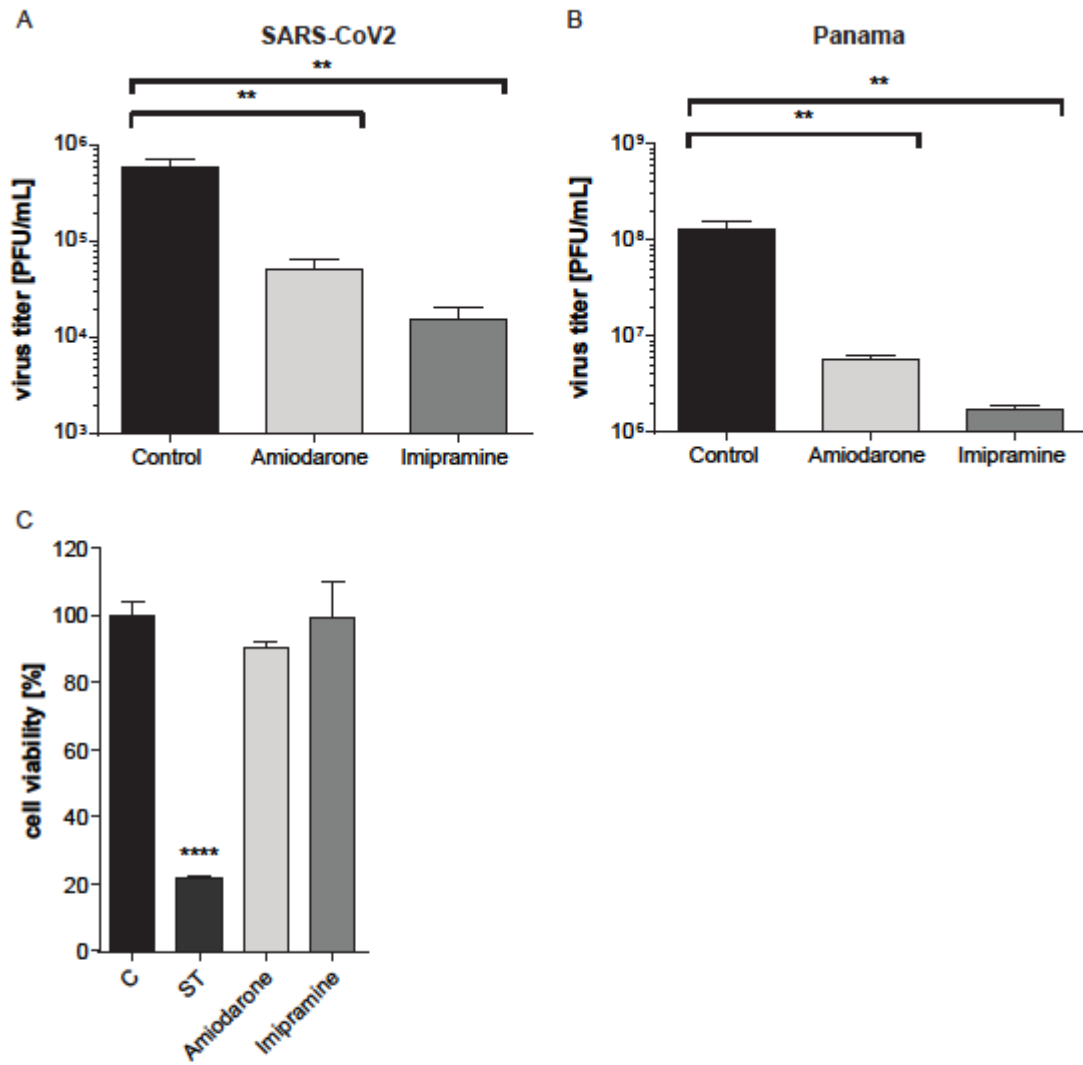 A
SARS-CoV2
**
**
virus titer [PFU/mL]
10⁶
10⁵
10⁴
10³
Control Amiodarone Imipramine
B
Panama
**
**
virus titer [PFU/mL]
10⁹
10⁸
10⁷
10⁶
Control Amiodarone Imipramine
C
cell viability [%]
120
100
80
60
40
20
0
****
C
ST
Amiodarone
Imipramine